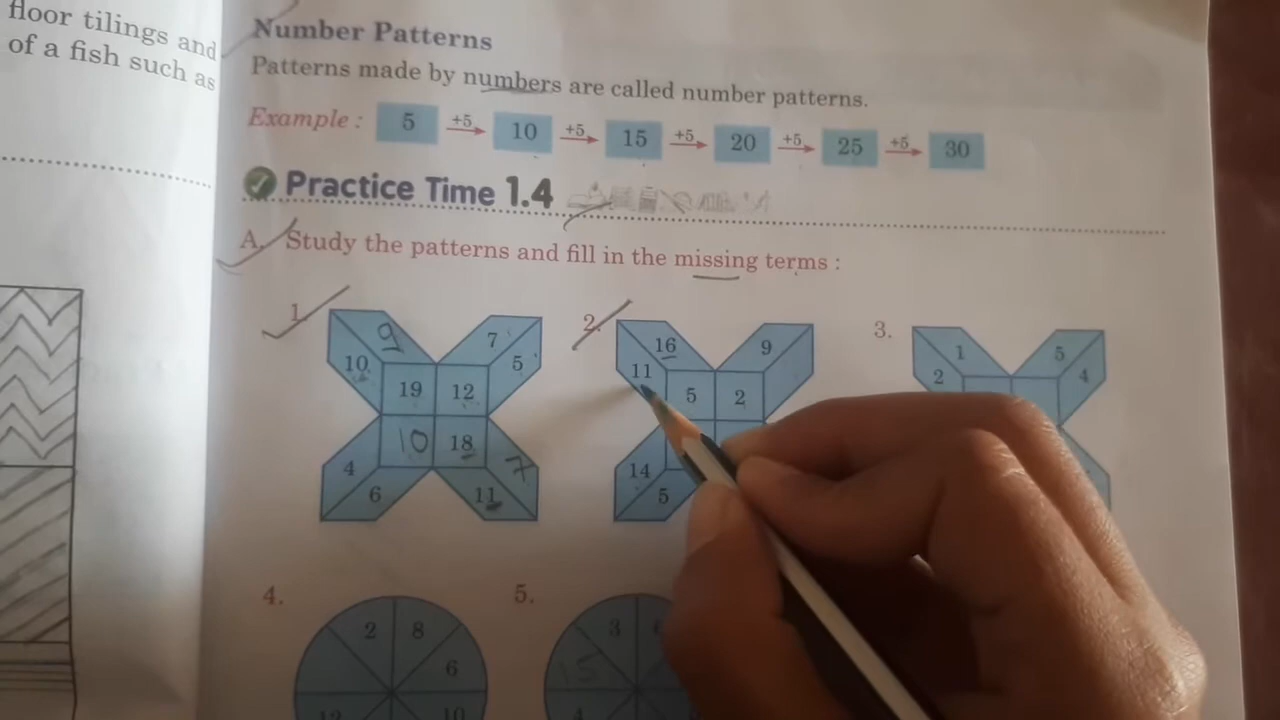 floor tilings and
of a fish such as
Number Patterns
Patterns made by numbers are called number patterns.
Example : 5 +5 10 +5 15 +5 20 +5 25 +5 30
Practice Time 1.4
A. Study the patterns and fill in the missing terms :
1. 2. 3.
9 7 16 9 1 5
10 5 11 2 4
19 12 5 2
10 18
4 7 14
6 11 5
4. 5.
2 8 3
6 15
12 10 4